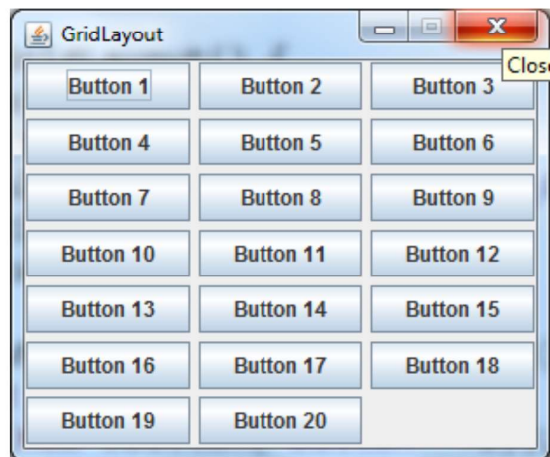 GridLayout
Close
Button 1 Button 2 Button 3
Button 4 Button 5 Button 6
Button 7 Button 8 Button 9
Button 10 Button 11 Button 12
Button 13 Button 14 Button 15
Button 16 Button 17 Button 18
Button 19 Button 20